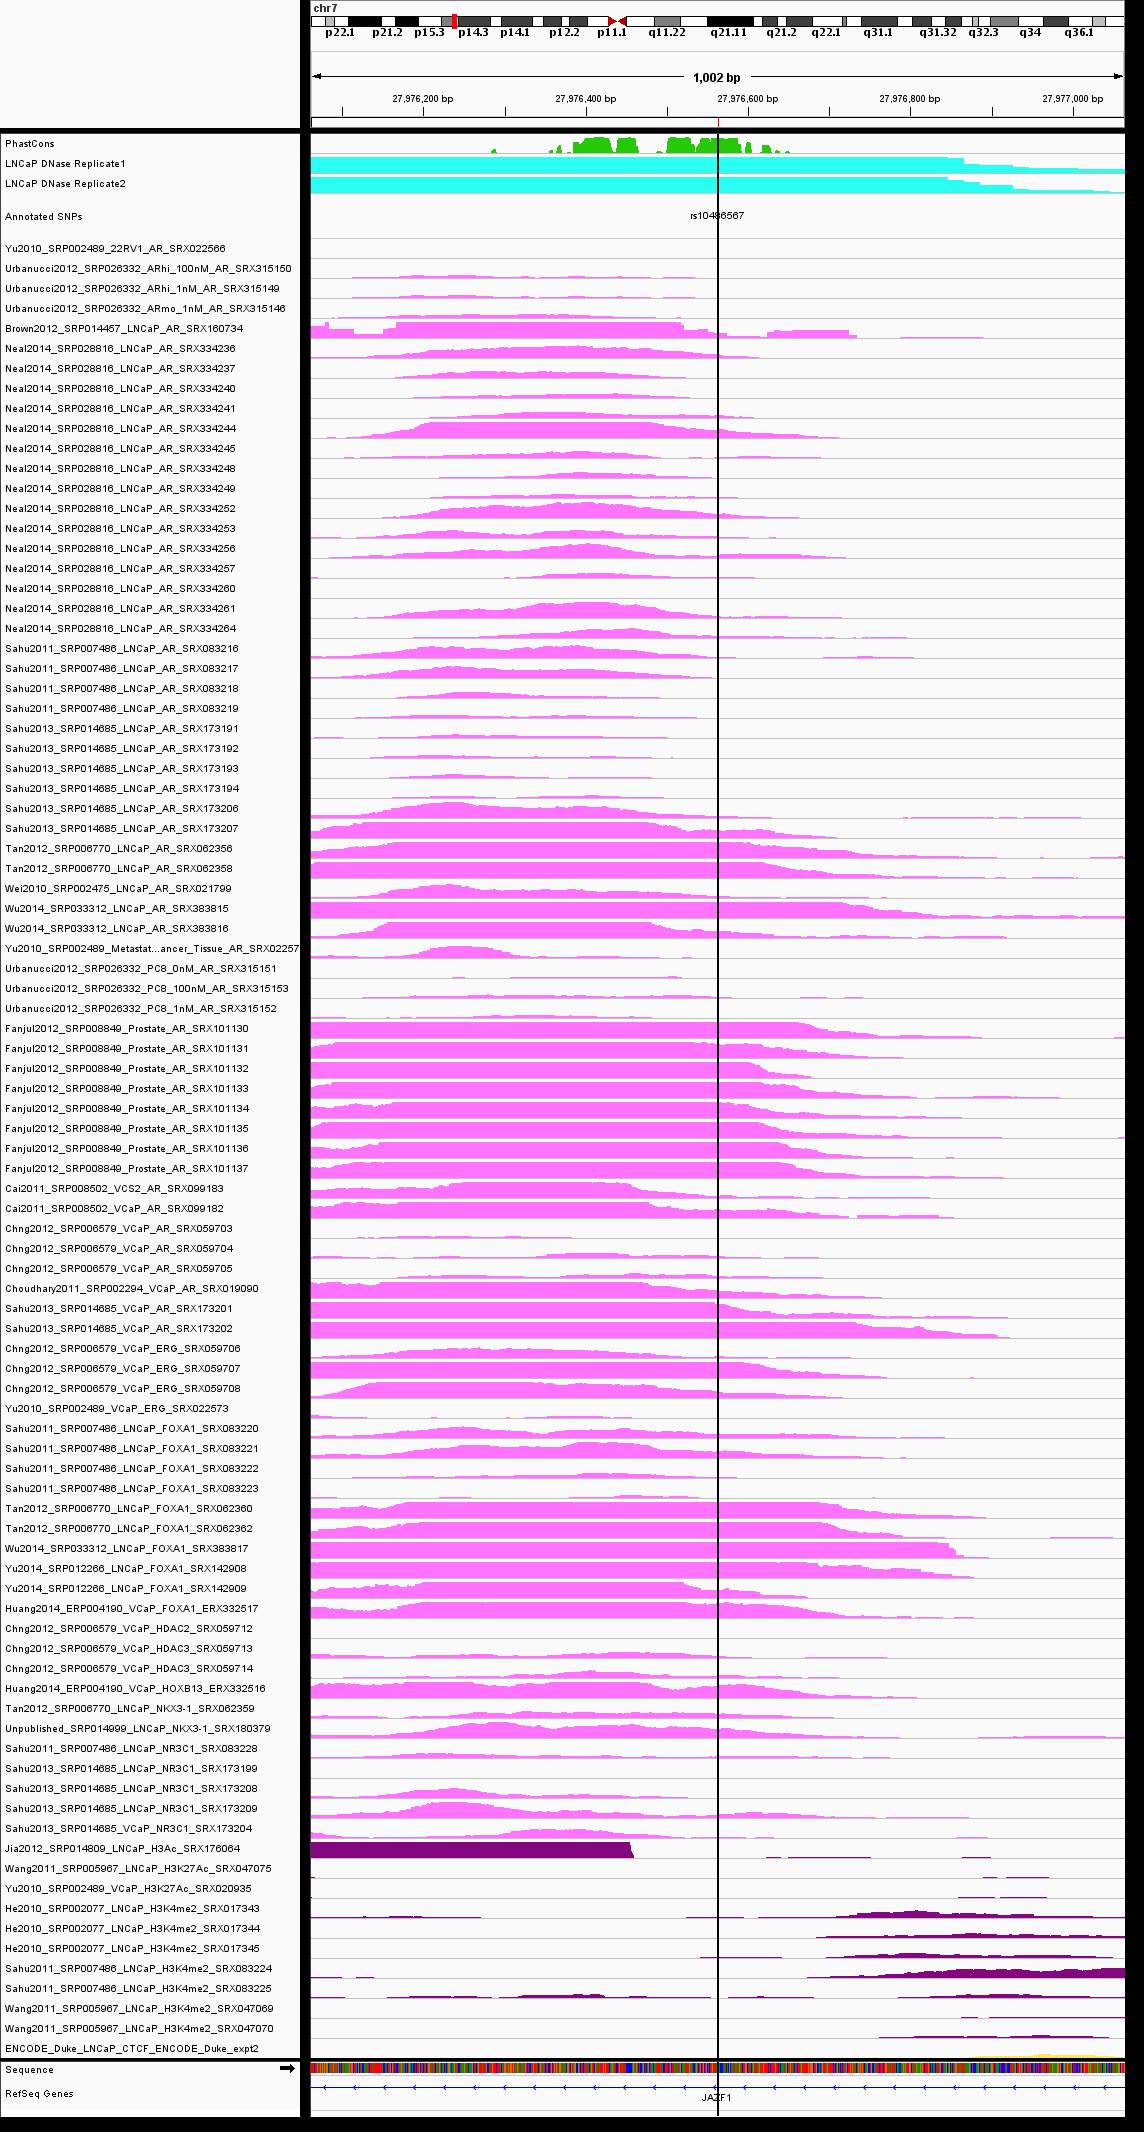 chr7
p22.1 p21.2 p15.3 p14.3 p14.1 p12.2 p11.1 q11.22 q21.11 q21.2 q22.1 q31.1 q31.32 q32.3 q34 q36.1
1,002 bp
27,976,200 bp 27,976,400 bp 27,976,600 bp 27,976,800 bp 27,977,000 bp
PhastCons
LNCaP DNase Replicate1
LNCaP DNase Replicate2
Annotated SNPs rs10486567
Yu2010_SRP002489_22RV1_AR_SRX022566
Urbanucci2012_SRP026332_ARhi_100nM_AR_SRX315150
Urbanucci2012_SRP026332_ARhi_1nM_AR_SRX315149
Urbanucci2012_SRP026332_ARmo_1nM_AR_SRX315146
Brown2012_SRP014457_LNCaP_AR_SRX160734
Neal2014_SRP028816_LNCaP_AR_SRX334236
Neal2014_SRP028816_LNCaP_AR_SRX334237
Neal2014_SRP028816_LNCaP_AR_SRX334240
Neal2014_SRP028816_LNCaP_AR_SRX334241
Neal2014_SRP028816_LNCaP_AR_SRX334244
Neal2014_SRP028816_LNCaP_AR_SRX334245
Neal2014_SRP028816_LNCaP_AR_SRX334248
Neal2014_SRP028816_LNCaP_AR_SRX334249
Neal2014_SRP028816_LNCaP_AR_SRX334252
Neal2014_SRP028816_LNCaP_AR_SRX334253
Neal2014_SRP028816_LNCaP_AR_SRX334256
Neal2014_SRP028816_LNCaP_AR_SRX334257
Neal2014_SRP028816_LNCaP_AR_SRX334260
Neal2014_SRP028816_LNCaP_AR_SRX334261
Neal2014_SRP028816_LNCaP_AR_SRX334264
Sahu2011_SRP007486_LNCaP_AR_SRX083216
Sahu2011_SRP007486_LNCaP_AR_SRX083217
Sahu2011_SRP007486_LNCaP_AR_SRX083218
Sahu2011_SRP007486_LNCaP_AR_SRX083219
Sahu2013_SRP014685_LNCaP_AR_SRX173191
Sahu2013_SRP014685_LNCaP_AR_SRX173192
Sahu2013_SRP014685_LNCaP_AR_SRX173193
Sahu2013_SRP014685_LNCaP_AR_SRX173194
Sahu2013_SRP014685_LNCaP_AR_SRX173206
Sahu2013_SRP014685_LNCaP_AR_SRX173207
Tan2012_SRP006770_LNCaP_AR_SRX062356
Tan2012_SRP006770_LNCaP_AR_SRX062358
Wei2010_SRP002475_LNCaP_AR_SRX021799
Wu2014_SRP033312_LNCaP_AR_SRX383815
Wu2014_SRP033312_LNCaP_AR_SRX383816
Yu2010_SRP002489_Metastat...ancer_Tissue_AR_SRX02257
Urbanucci2012_SRP026332_PC8_0nM_AR_SRX315151
Urbanucci2012_SRP026332_PC8_100nM_AR_SRX315153
Urbanucci2012_SRP026332_PC8_1nM_AR_SRX315152
Fanjul2012_SRP008849_Prostate_AR_SRX101130
Fanjul2012_SRP008849_Prostate_AR_SRX101131
Fanjul2012_SRP008849_Prostate_AR_SRX101132
Fanjul2012_SRP008849_Prostate_AR_SRX101133
Fanjul2012_SRP008849_Prostate_AR_SRX101134
Fanjul2012_SRP008849_Prostate_AR_SRX101135
Fanjul2012_SRP008849_Prostate_AR_SRX101136
Fanjul2012_SRP008849_Prostate_AR_SRX101137
Cai2011_SRP008502_VCS2_AR_SRX099183
Cai2011_SRP008502_VCaP_AR_SRX099182
Chng2012_SRP006579_VCaP_AR_SRX059703
Chng2012_SRP006579_VCaP_AR_SRX059704
Chng2012_SRP006579_VCaP_AR_SRX059705
Choudhary2011_SRP002294_VCaP_AR_SRX019090
Sahu2013_SRP014685_VCaP_AR_SRX173201
Sahu2013_SRP014685_VCaP_AR_SRX173202
Chng2012_SRP006579_VCaP_ERG_SRX059706
Chng2012_SRP006579_VCaP_ERG_SRX059707
Chng2012_SRP006579_VCaP_ERG_SRX059708
Yu2010_SRP002489_VCaP_ERG_SRX022573
Sahu2011_SRP007486_LNCaP_FOXA1_SRX083220
Sahu2011_SRP007486_LNCaP_FOXA1_SRX083221
Sahu2011_SRP007486_LNCaP_FOXA1_SRX083222
Sahu2011_SRP007486_LNCaP_FOXA1_SRX083223
Tan2012_SRP006770_LNCaP_FOXA1_SRX062360
Tan2012_SRP006770_LNCaP_FOXA1_SRX062362
Wu2014_SRP033312_LNCaP_FOXA1_SRX383817
Yu2014_SRP012266_LNCaP_FOXA1_SRX142908
Yu2014_SRP012266_LNCaP_FOXA1_SRX142909
Huang2014_ERP004190_VCaP_FOXA1_ERX332517
Chng2012_SRP006579_VCaP_HDAC2_SRX059712
Chng2012_SRP006579_VCaP_HDAC3_SRX059713
Chng2012_SRP006579_VCaP_HDAC3_SRX059714
Huang2014_ERP004190_VCaP_HOXB13_ERX332516
Tan2012_SRP006770_LNCaP_NKX3-1_SRX062359
Unpublished_SRP014999_LNCaP_NKX3-1_SRX180379
Sahu2011_SRP007486_LNCaP_NR3C1_SRX083228
Sahu2013_SRP014685_LNCaP_NR3C1_SRX173199
Sahu2013_SRP014685_LNCaP_NR3C1_SRX173208
Sahu2013_SRP014685_LNCaP_NR3C1_SRX173209
Sahu2013_SRP014685_VCaP_NR3C1_SRX173204
Jia2012_SRP014809_LNCaP_H3Ac_SRX176064
Wang2011_SRP005967_LNCaP_H3K27Ac_SRX047075
Yu2010_SRP002489_VCaP_H3K27Ac_SRX020935
He2010_SRP002077_LNCaP_H3K4me2_SRX017343
He2010_SRP002077_LNCaP_H3K4me2_SRX017344
He2010_SRP002077_LNCaP_H3K4me2_SRX017345
Sahu2011_SRP007486_LNCaP_H3K4me2_SRX083224
Sahu2011_SRP007486_LNCaP_H3K4me2_SRX083225
Wang2011_SRP005967_LNCaP_H3K4me2_SRX047069
Wang2011_SRP005967_LNCaP_H3K4me2_SRX047070
ENCODE_Duke_LNCaP_CTCF_ENCODE_Duke_expt2
Sequence
RefSeq Genes
JAZF1